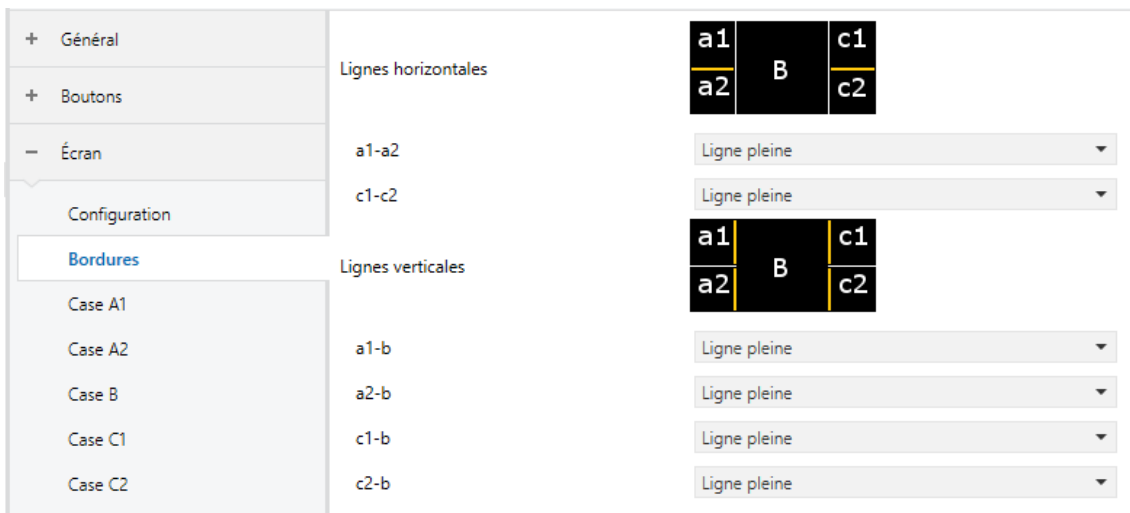 Général
Boutons
Écran
Configuration
Bordures
Case A1
Case A2
Case B
Case C1
Case C2
Lignes horizontales
a1 c1
B
a2 c2
a1-a2 Ligne pleine
c1-c2 Ligne pleine
Lignes verticales
a1 c1
B
a2 c2
a1-b Ligne pleine
a2-b Ligne pleine
c1-b Ligne pleine
c2-b Ligne pleine